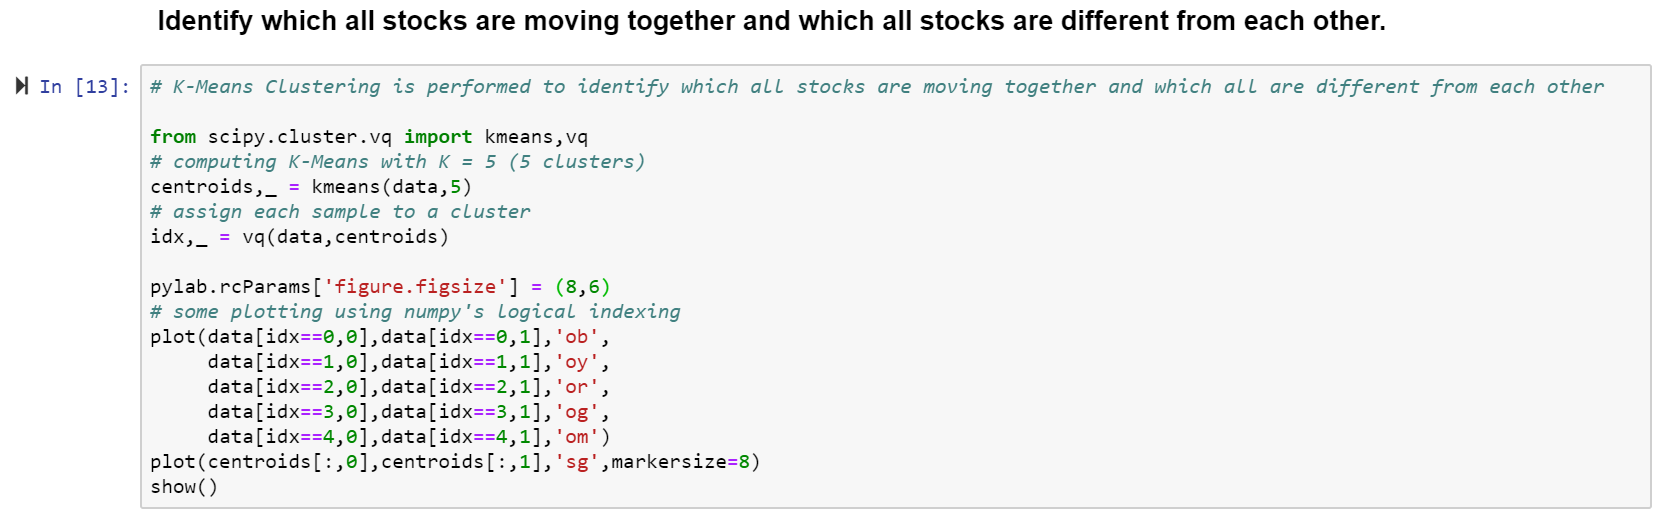 Identify which all stocks are moving together and which all stocks are different from each other.
In [13]:
# K-Means Clustering is performed to identify which all stocks are moving together and which all are different from each other

from scipy.cluster.vq import kmeans,vq
# computing K-Means with K = 5 (5 clusters)
centroids,_ = kmeans(data,5)
# assign each sample to a cluster
idx,_ = vq(data,centroids)

pylab.rcParams['figure.figsize'] = (8,6)
# some plotting using numpy's logical indexing
plot(data[idx==0,0],data[idx==0,1],'ob',
     data[idx==1,0],data[idx==1,1],'oy',
     data[idx==2,0],data[idx==2,1],'or',
     data[idx==3,0],data[idx==3,1],'og',
     data[idx==4,0],data[idx==4,1],'om')
plot(centroids[:,0],centroids[:,1],'sg',markersize=8)
show()